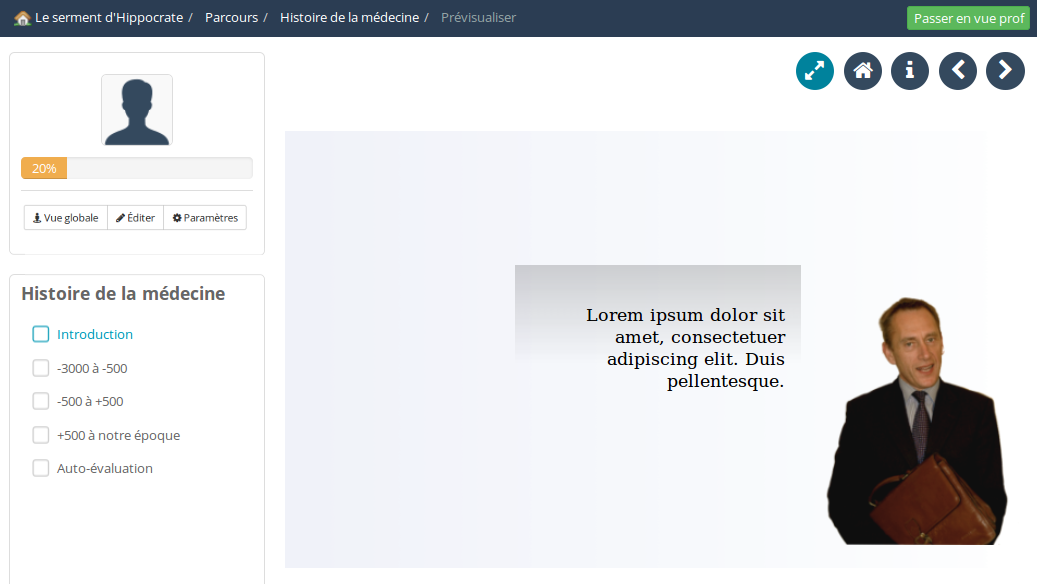 Le serment d'Hippocrate / Parcours / Histoire de la médecine / Prévisualiser
Passer en vue prof
20%
Vue globale Éditer Paramètres
Histoire de la médecine
Introduction
-3000 à -500
-500 à +500
+500 à notre époque
Auto-évaluation
Lorem ipsum dolor sit
amet, consectetuer
adipiscing elit. Duis
pellentesque.